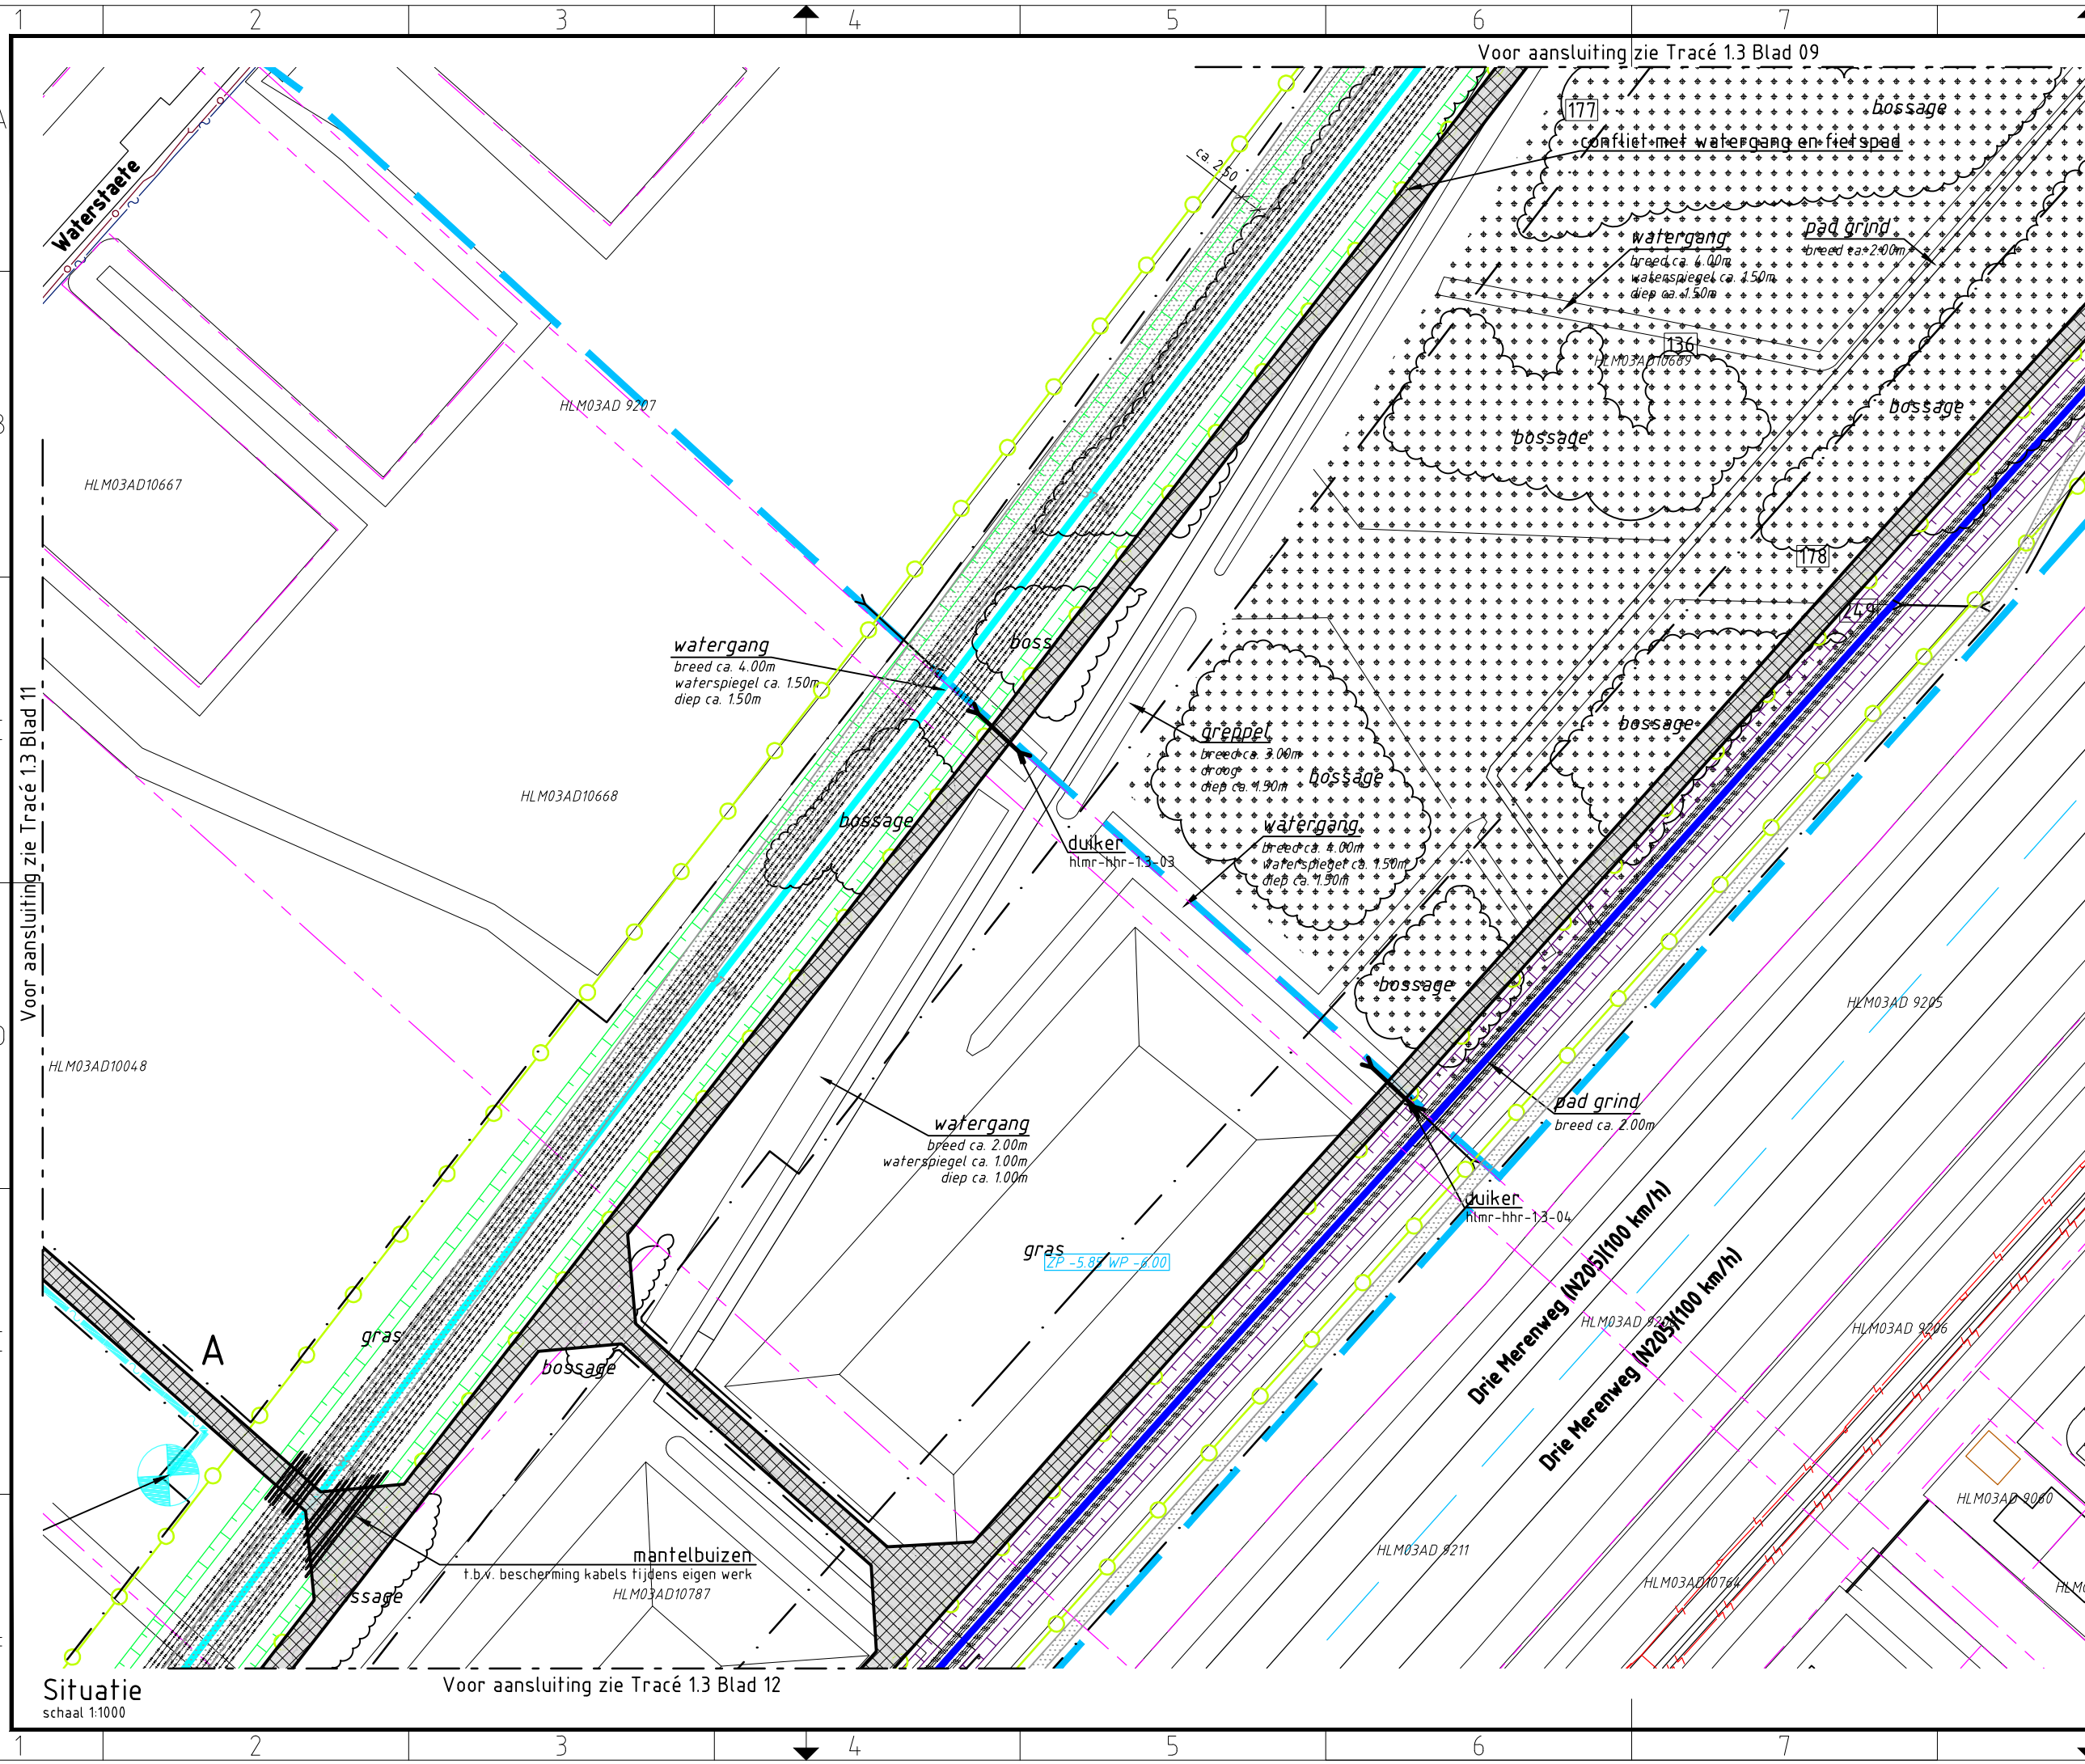 1 2 3 4 5 6 7
Voor aansluiting zie Tracé 1.3 Blad 09
177
bossage
conflict met watergang en fietspad
Waterstaete
ca. 2.50
watergang
breed ca. 4.00m
waterspiegel ca. 1.50m
diep ca. 1.50m
pad grind
breed ca. 2.00m
136
HLM03AD10689
HLM03AD 9207
bossage
bossage
HLM03AD10667
178
249
watergang
breed ca. 4.00m
waterspiegel ca. 1.50m
diep ca. 1.50m
boss
greppel
breed ca. 3.00m
droog
diep ca. 1.50m
bossage
bossage
HLM03AD10668
bossage
duiker
hlmr-hhr-1.3-03
watergang
breed ca. 4.00m
waterspiegel ca. 1.50m
diep ca. 1.50m
bossage
HLM03AD 9205
Voor aansluiting zie Tracé 1.3 Blad 11
HLM03AD10048
watergang
breed ca. 2.00m
waterspiegel ca. 1.00m
diep ca. 1.00m
pad grind
breed ca. 2.00m
duiker
hlmr-hhr-1.3-04
gras
ZP -5.85 WP -6.00
Drie Merenweg (N205)(100 km/h)
Drie Merenweg (N205)(100 km/h)
HLM03AD 9206
A
gras
bossage
HLM03AD 9060
mantelbuizen
t.b.v. bescherming kabels tijdens eigen werk
HLM03AD10787
HLM03AD 9211
HLM03AD10764
ssage
Situatie
schaal 1:1000
Voor aansluiting zie Tracé 1.3 Blad 12
1 2 3 4 5 6 7